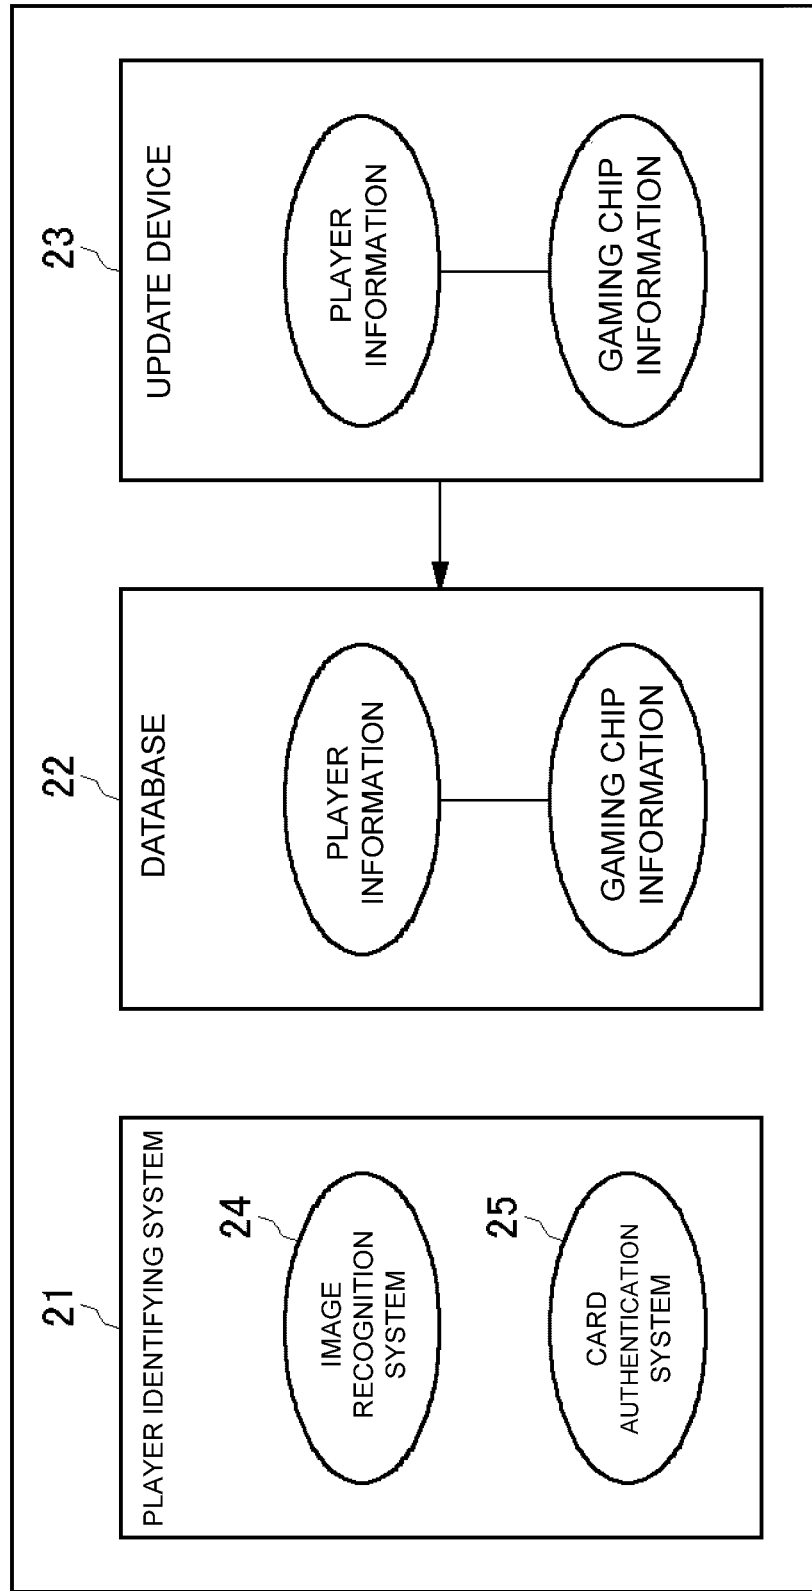 21
PLAYER IDENTIFYING SYSTEM
24
IMAGE
RECOGNITION
SYSTEM
25
CARD
AUTHENTICATION
SYSTEM
22
DATABASE
PLAYER
INFORMATION
GAMING CHIP
INFORMATION
23
UPDATE DEVICE
PLAYER
INFORMATION
GAMING CHIP
INFORMATION